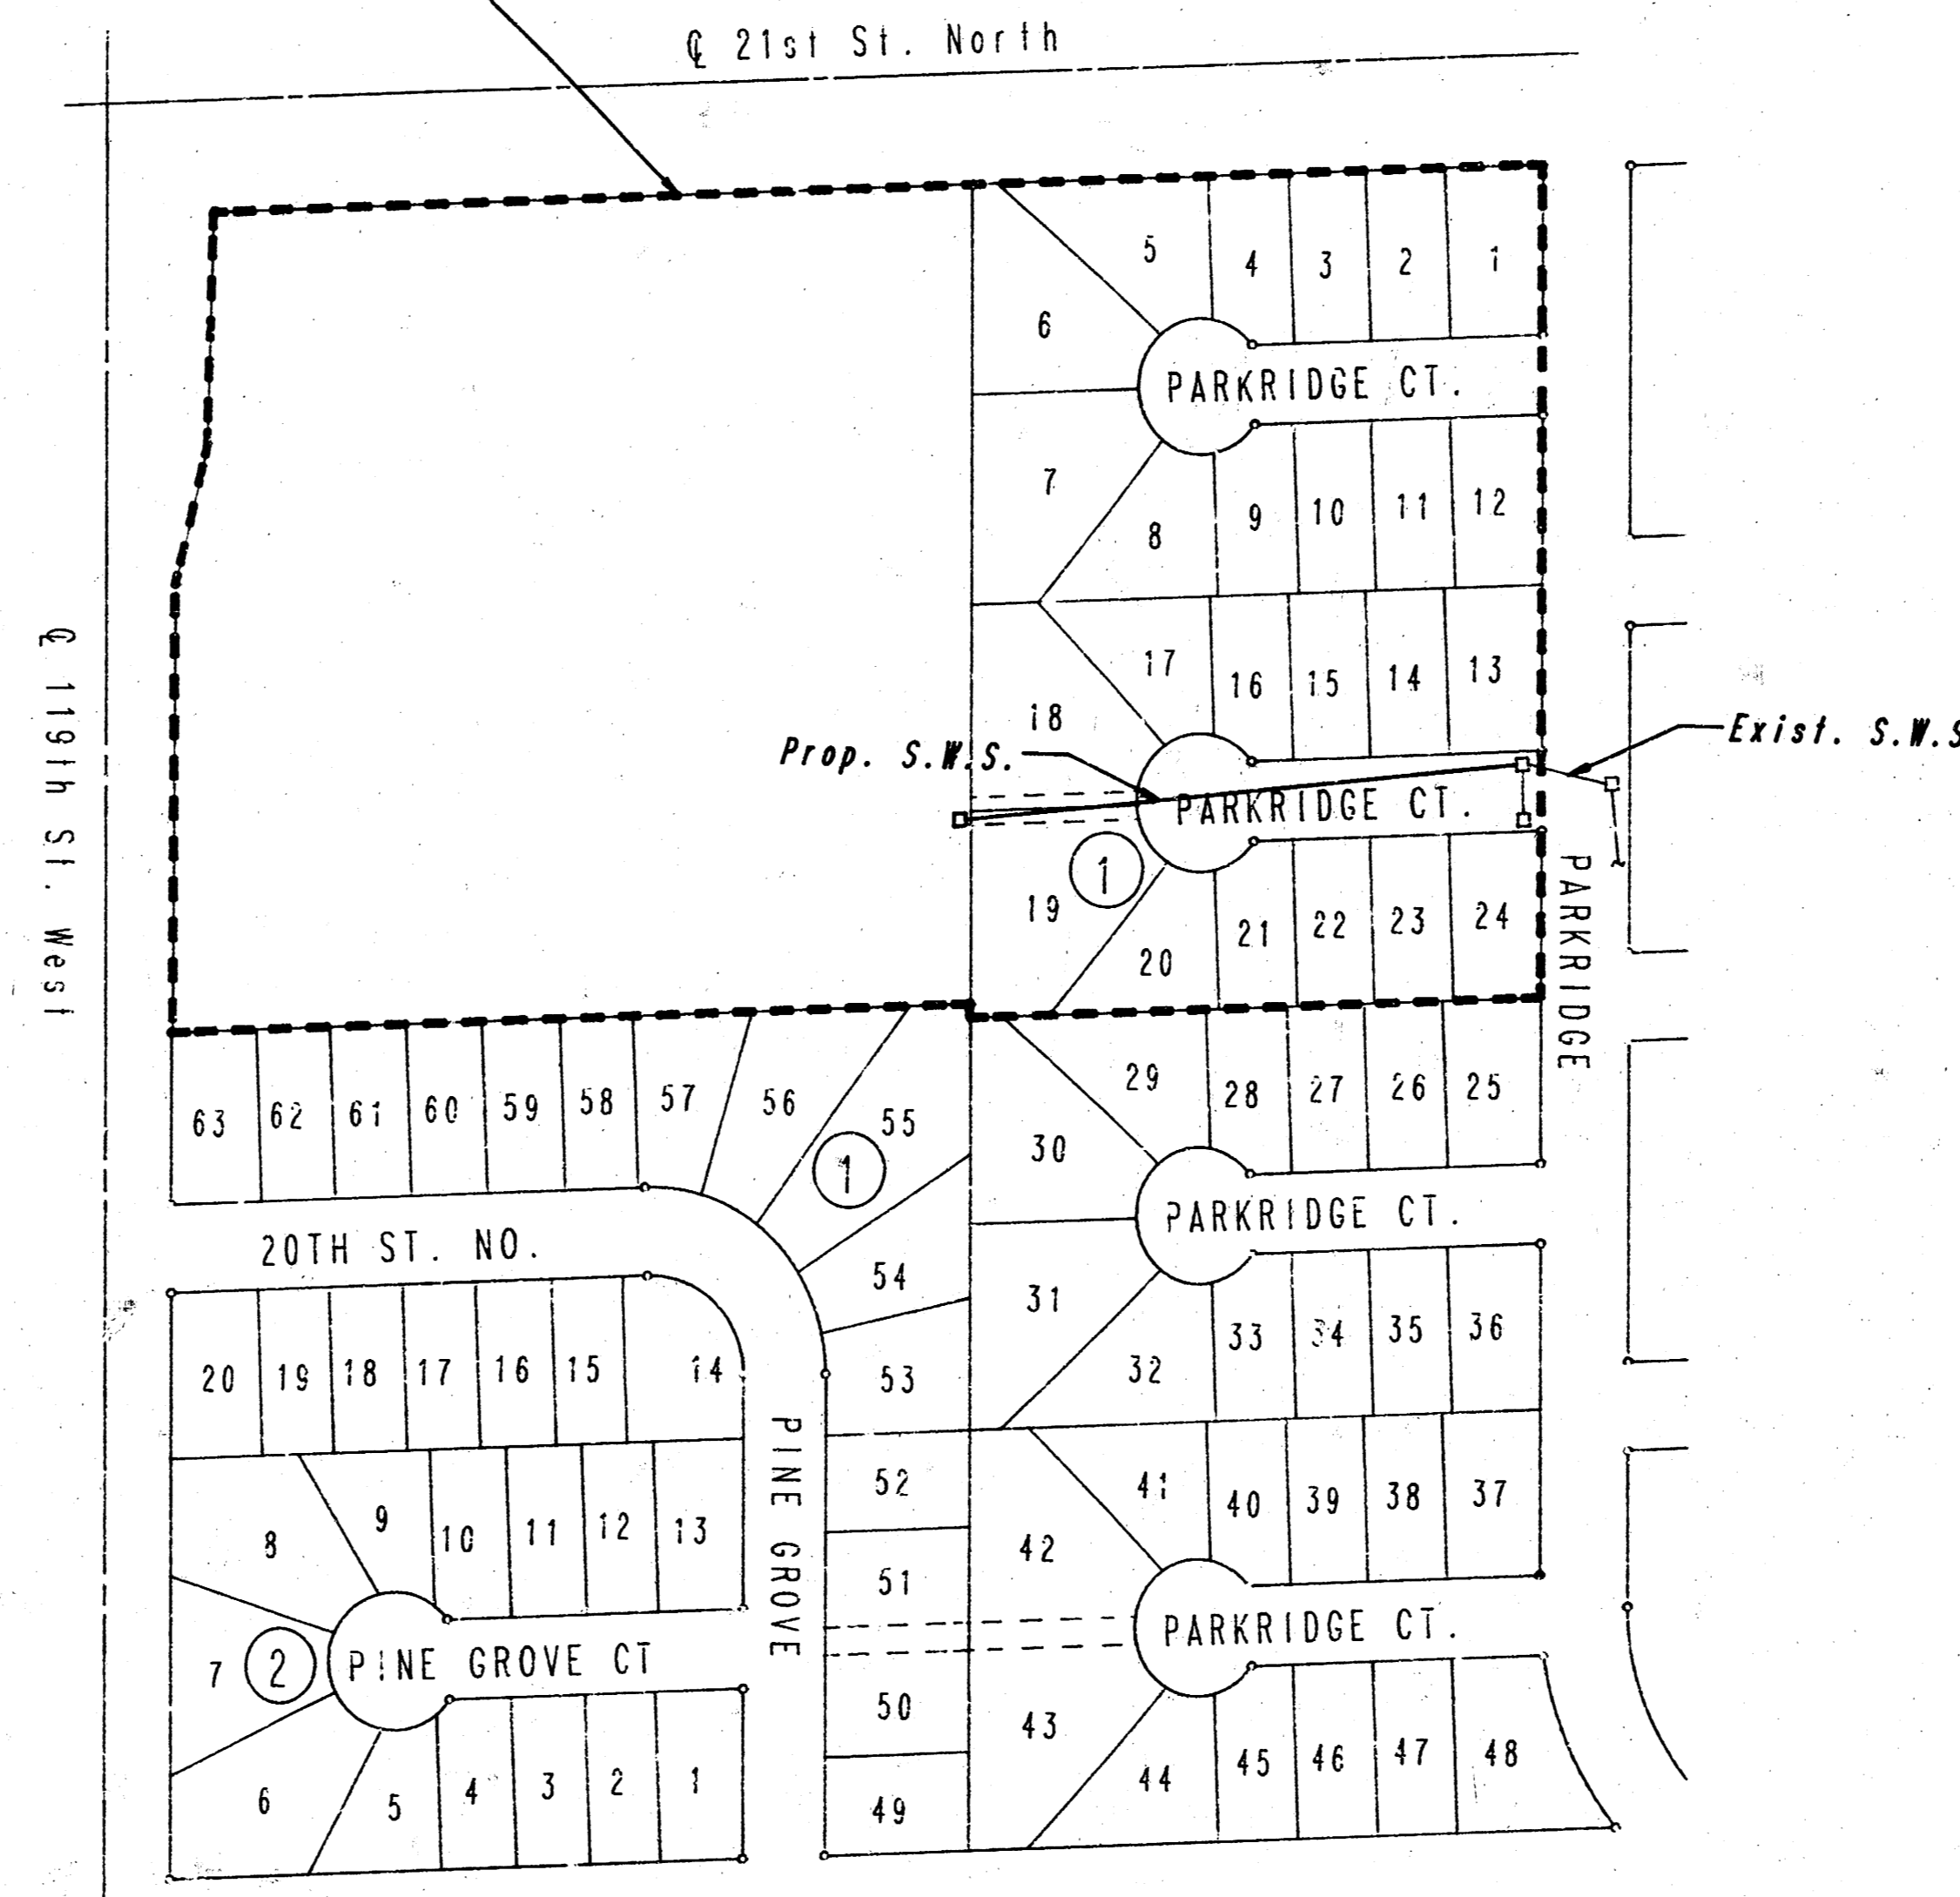 ℄ 21st St. North
5 4 3 2 1
6
PARKRIDGE CT.
7 8 9 10 11 12
17 16 15 14 13
18
Prop. S.W.S.
Exist. S.W.S
PARKRIDGE CT.
1
19 20 21 22 23 24
PARKRIDGE
℄ 119th St. West
63 62 61 60 59 58 57 56 55
1
29 28 27 26 25
30
PARKRIDGE CT.
20TH ST. NO.
54
31 32 33 34 35 36
53
20 19 18 17 16 15 14
PINE GROVE
52
41 40 39 38 37
42
51
8 9 10 11 12 13
PARKRIDGE CT.
7
2
PINE GROVE CT
50
43 44 45 46 47 48
49
6 5 4 3 2 1